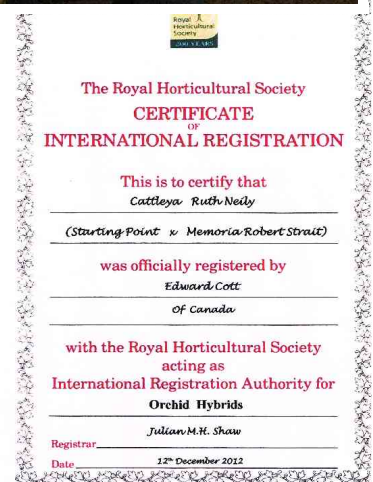 Royal
Horticultural
Society
200 YEARS
The Royal Horticultural Society
CERTIFICATE
OF
INTERNATIONAL REGISTRATION
This is to certify that
Cattleya Ruth Neily
(Starting Point x Memoria Robert Strait)
was officially registered by
Edward Cott
Of Canada
with the Royal Horticultural Society
acting as
International Registration Authority for
Orchid Hybrids
Julian M.H. Shaw
Registrar
Date 12th December 2012